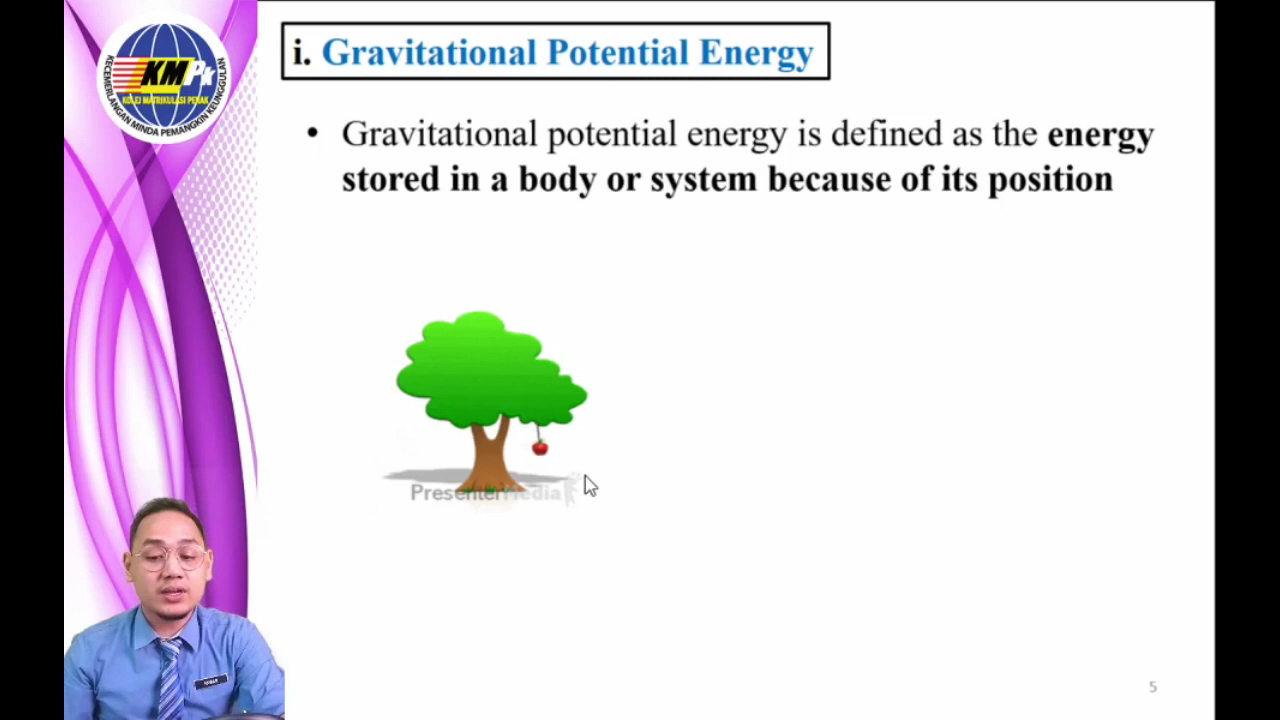 KMPk
KOLEJ MATRIKULASI PERAK
KECEMERLANGAN MINDA PEMANGKIN KEUNGGULAN
i. Gravitational Potential Energy
• Gravitational potential energy is defined as the energy
stored in a body or system because of its position
PresenterMedia
5